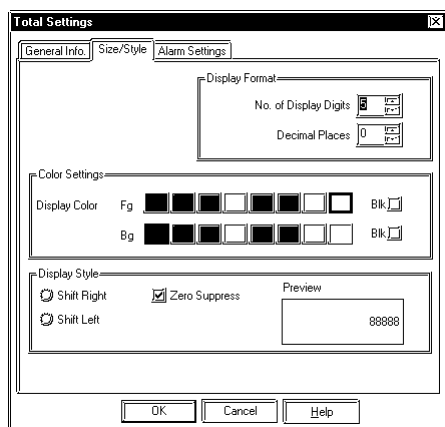 Total Settings
General Info. Size/Style Alarm Settings
Display Format
No. of Display Digits 5
Decimal Places 0
Color Settings
Display Color Fg Blk
Bg Blk
Display Style
Shift Right Zero Suppress Preview
Shift Left 88888
OK Cancel Help